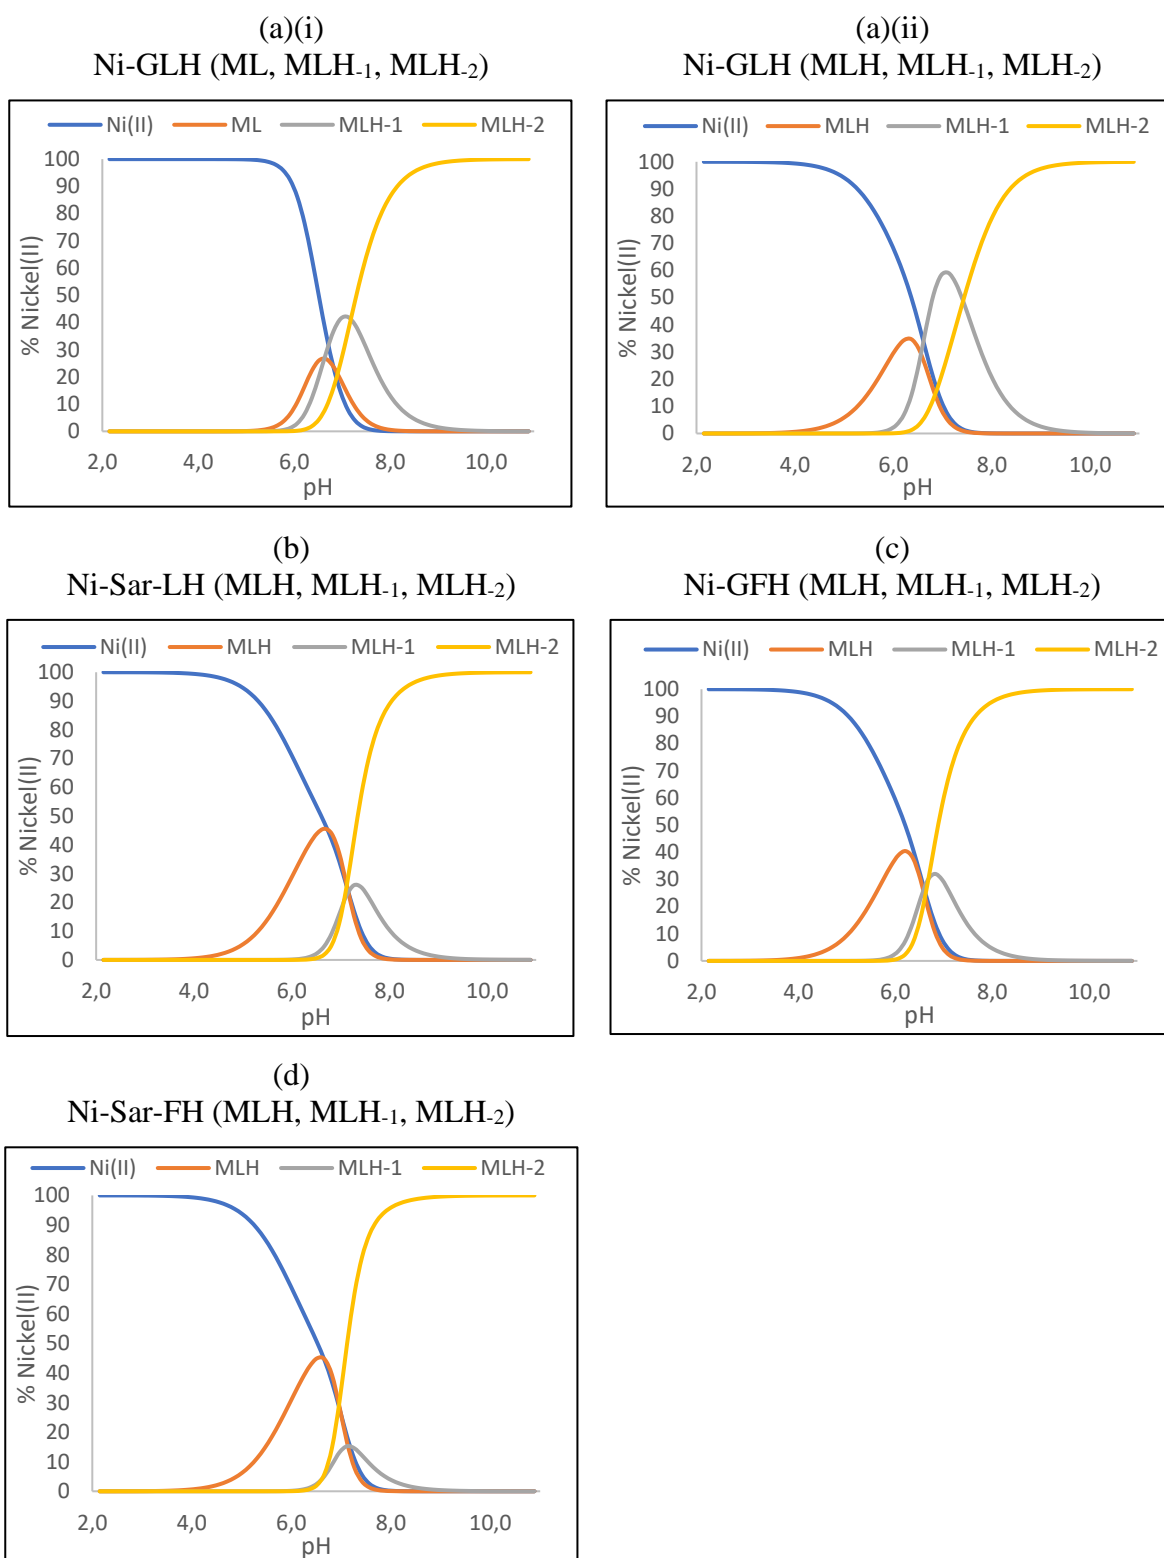 (a)(i)
Ni-GLH (ML, MLH-1, MLH-2)
Ni(II) ML MLH-1 MLH-2
% Nickel(II)
100
90
80
70
60
50
40
30
20
10
0
2,0 4,0 6,0 8,0 10,0
pH
(a)(ii)
Ni-GLH (MLH, MLH-1, MLH-2)
Ni(II) MLH MLH-1 MLH-2
% Nickel(II)
100
90
80
70
60
50
40
30
20
10
0
2,0 4,0 6,0 8,0 10,0
pH
(b)
Ni-Sar-LH (MLH, MLH-1, MLH-2)
Ni(II) MLH MLH-1 MLH-2
% Nickel(II)
100
90
80
70
60
50
40
30
20
10
0
2,0 4,0 6,0 8,0 10,0
pH
(c)
Ni-GFH (MLH, MLH-1, MLH-2)
Ni(II) MLH MLH-1 MLH-2
% Nickel(II)
100
90
80
70
60
50
40
30
20
10
0
2,0 4,0 6,0 8,0 10,0
pH
(d)
Ni-Sar-FH (MLH, MLH-1, MLH-2)
Ni(II) MLH MLH-1 MLH-2
% Nickel(II)
100
90
80
70
60
50
40
30
20
10
0
2,0 4,0 6,0 8,0 10,0
pH